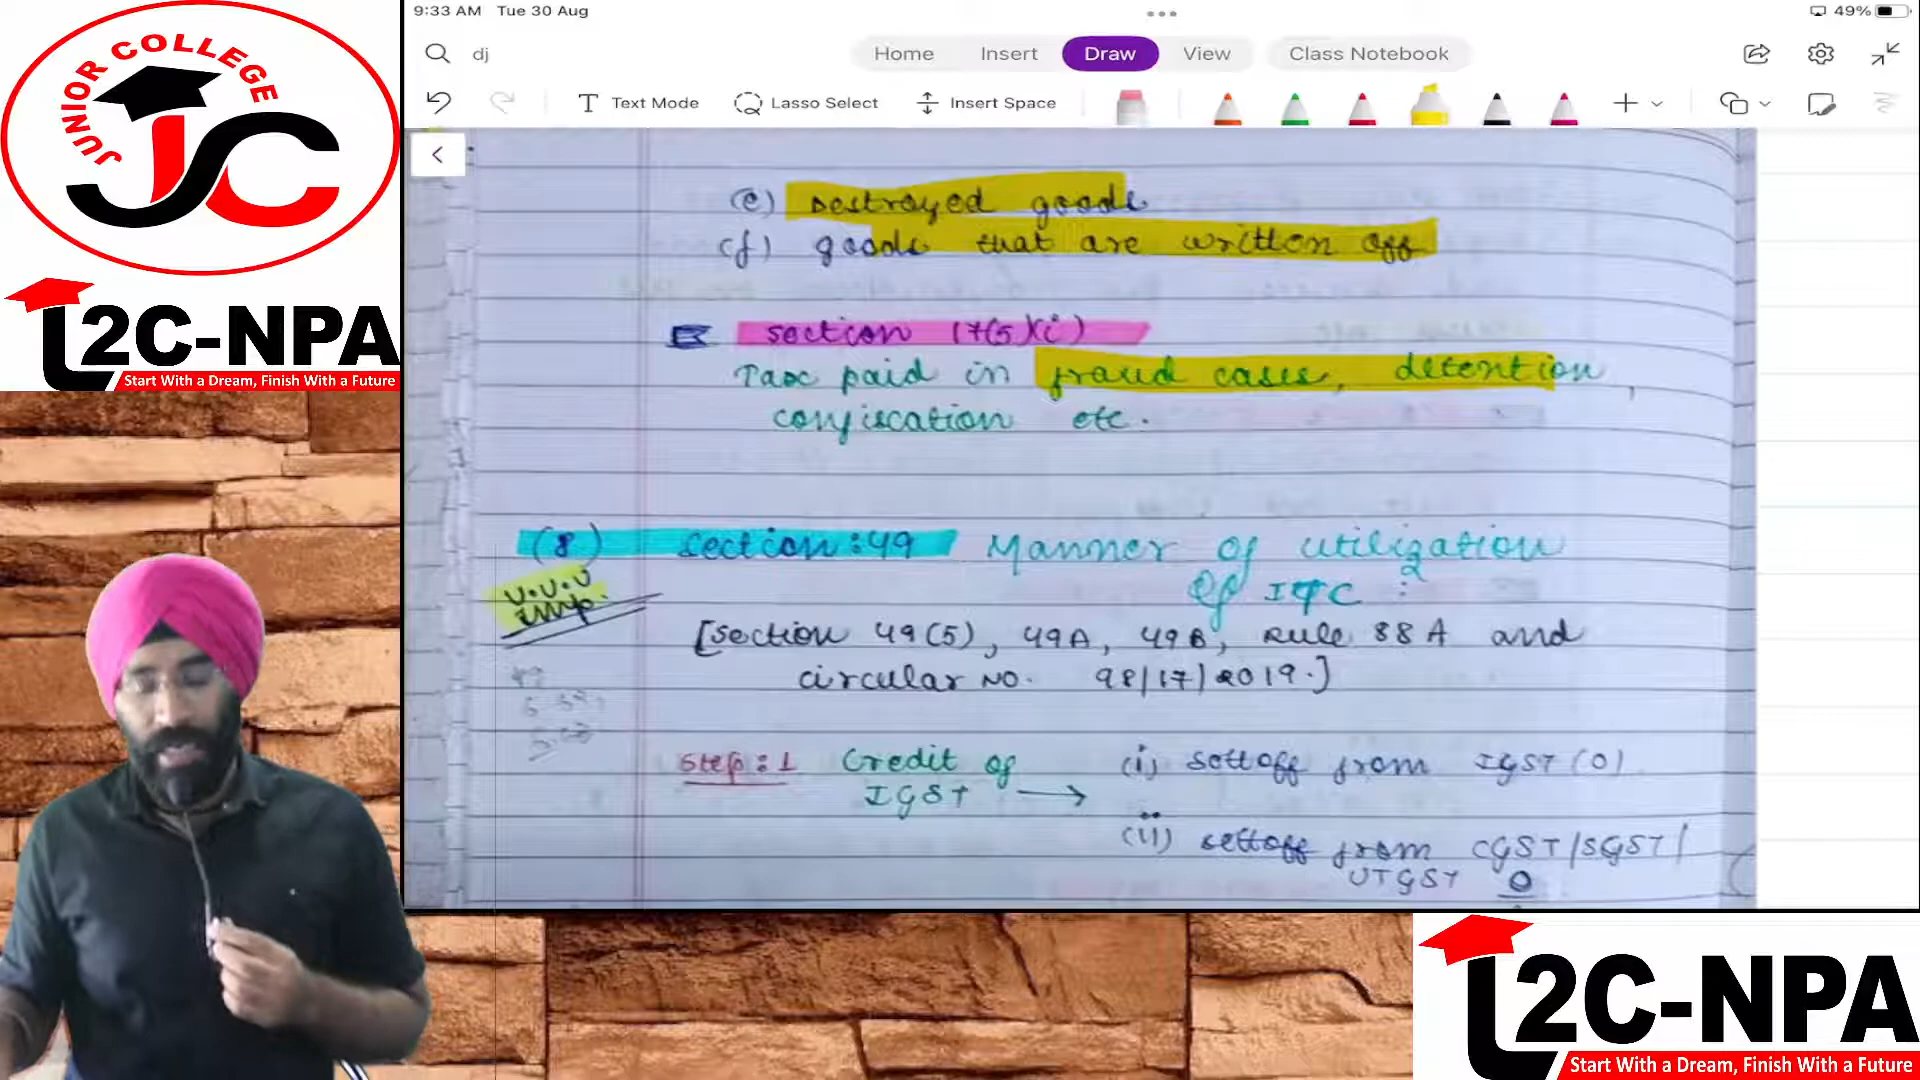 9:33 AM Tue 30 Aug
49%
dj
Home Insert Draw View Class Notebook
Text Mode Lasso Select Insert Space
JUNIOR COLLEGE
JC
L2C-NPA
Start With a Dream, Finish With a Future
(e) Destroyed goods
(f) goods that are written off
section 17(5)(i)
Tax paid in fraud cases, detention,
confiscation etc.
(8) section:49 Manner of utilization
of ITC :
V.V.V
imp.
[section 49(5), 49A, 49B, Rule 88A and
circular NO. 98/17/2019.]
Step:1 Credit of
IGST →
(i) settoff from IGST (O)
(ii) settoff from CGST/SGST/
UTGST O
L2C-NPA
Start With a Dream, Finish With a Future